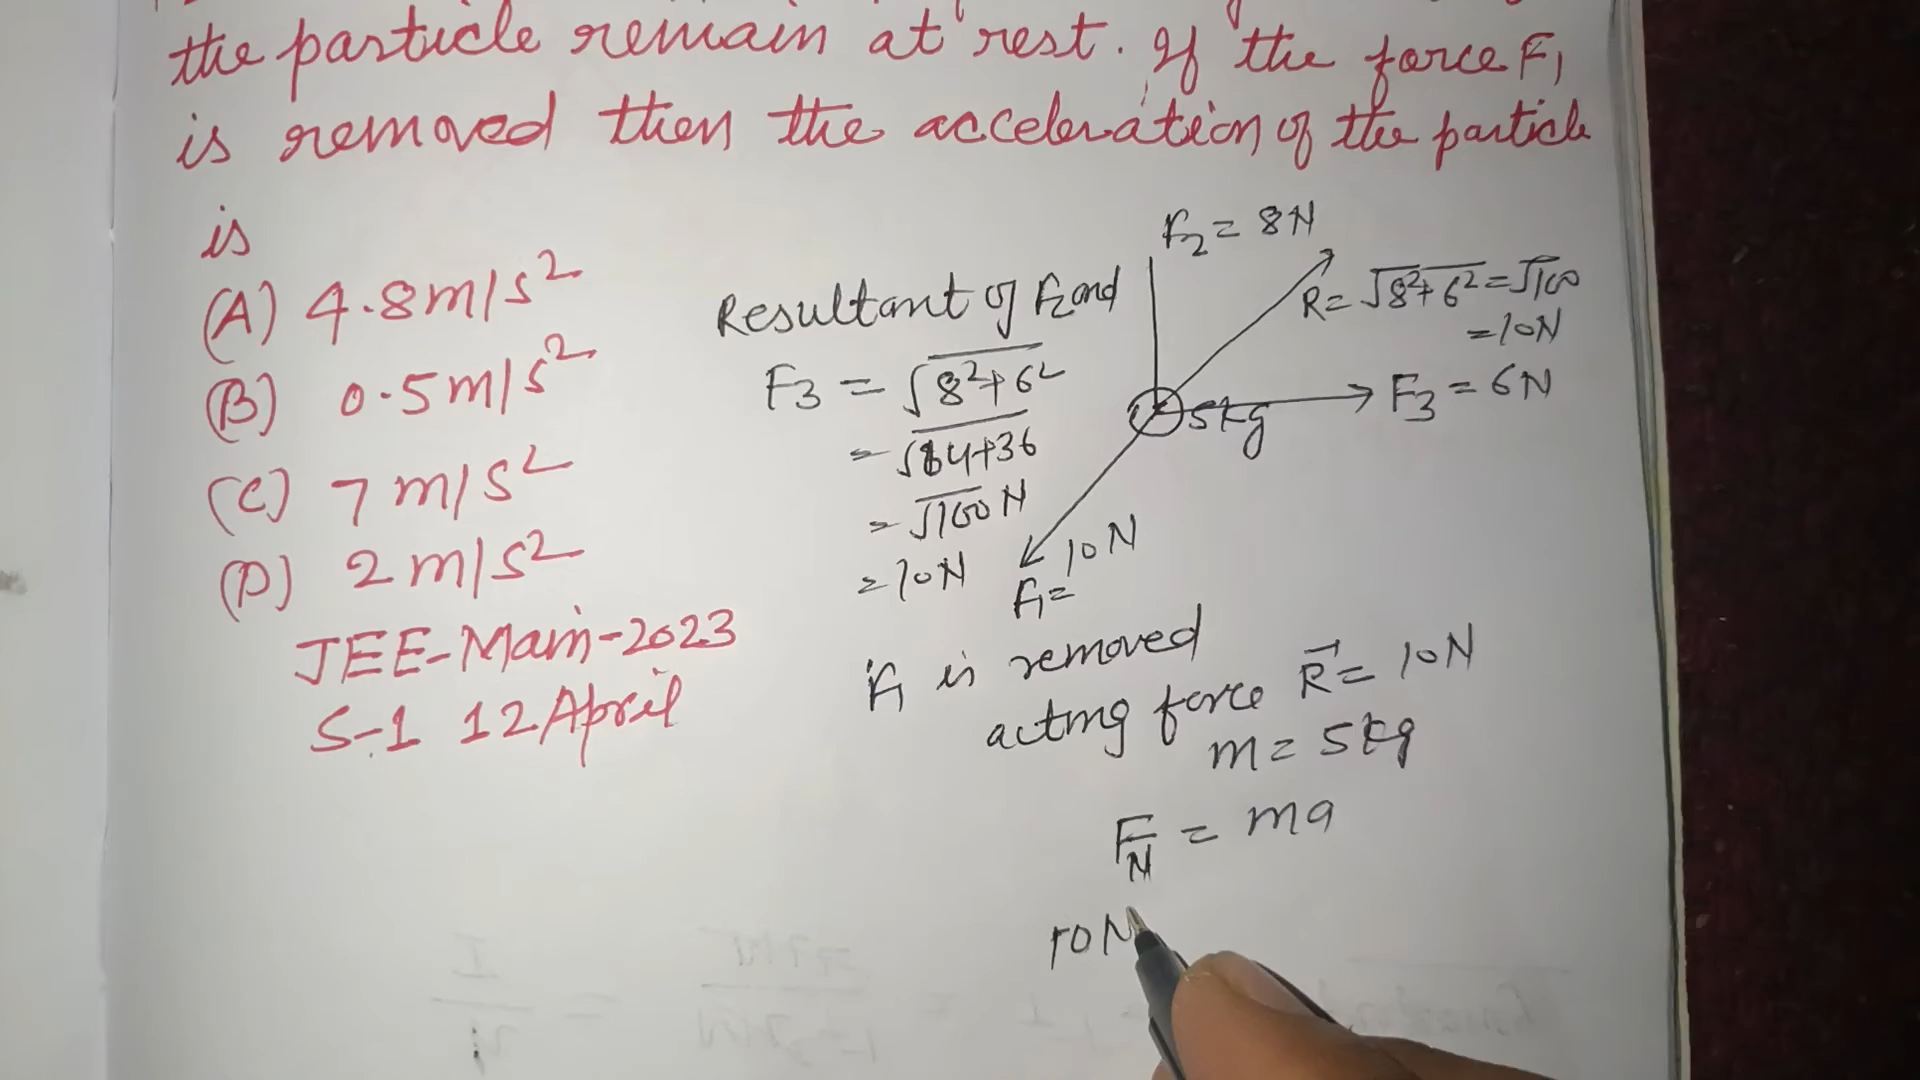 the particle remain at rest. If the force F1
is removed then the acceleration of the particle
is
(A) 4.8m/s²
(B) 0.5m/s²
(C) 7 m/s²
(D) 2 m/s²
JEE-Main-2023
S-1 12 April
Resultant of F2 and
F3 = √8²+6²
= √64+36
= √100 N
= 10N
F2 = 8N
R = √8²+6² = √100
= 10N
F3 = 6N
5kg
10N
F1 =
F1 is removed
acting force R⃗ = 10N
m = 5kg
F_N = ma
10N